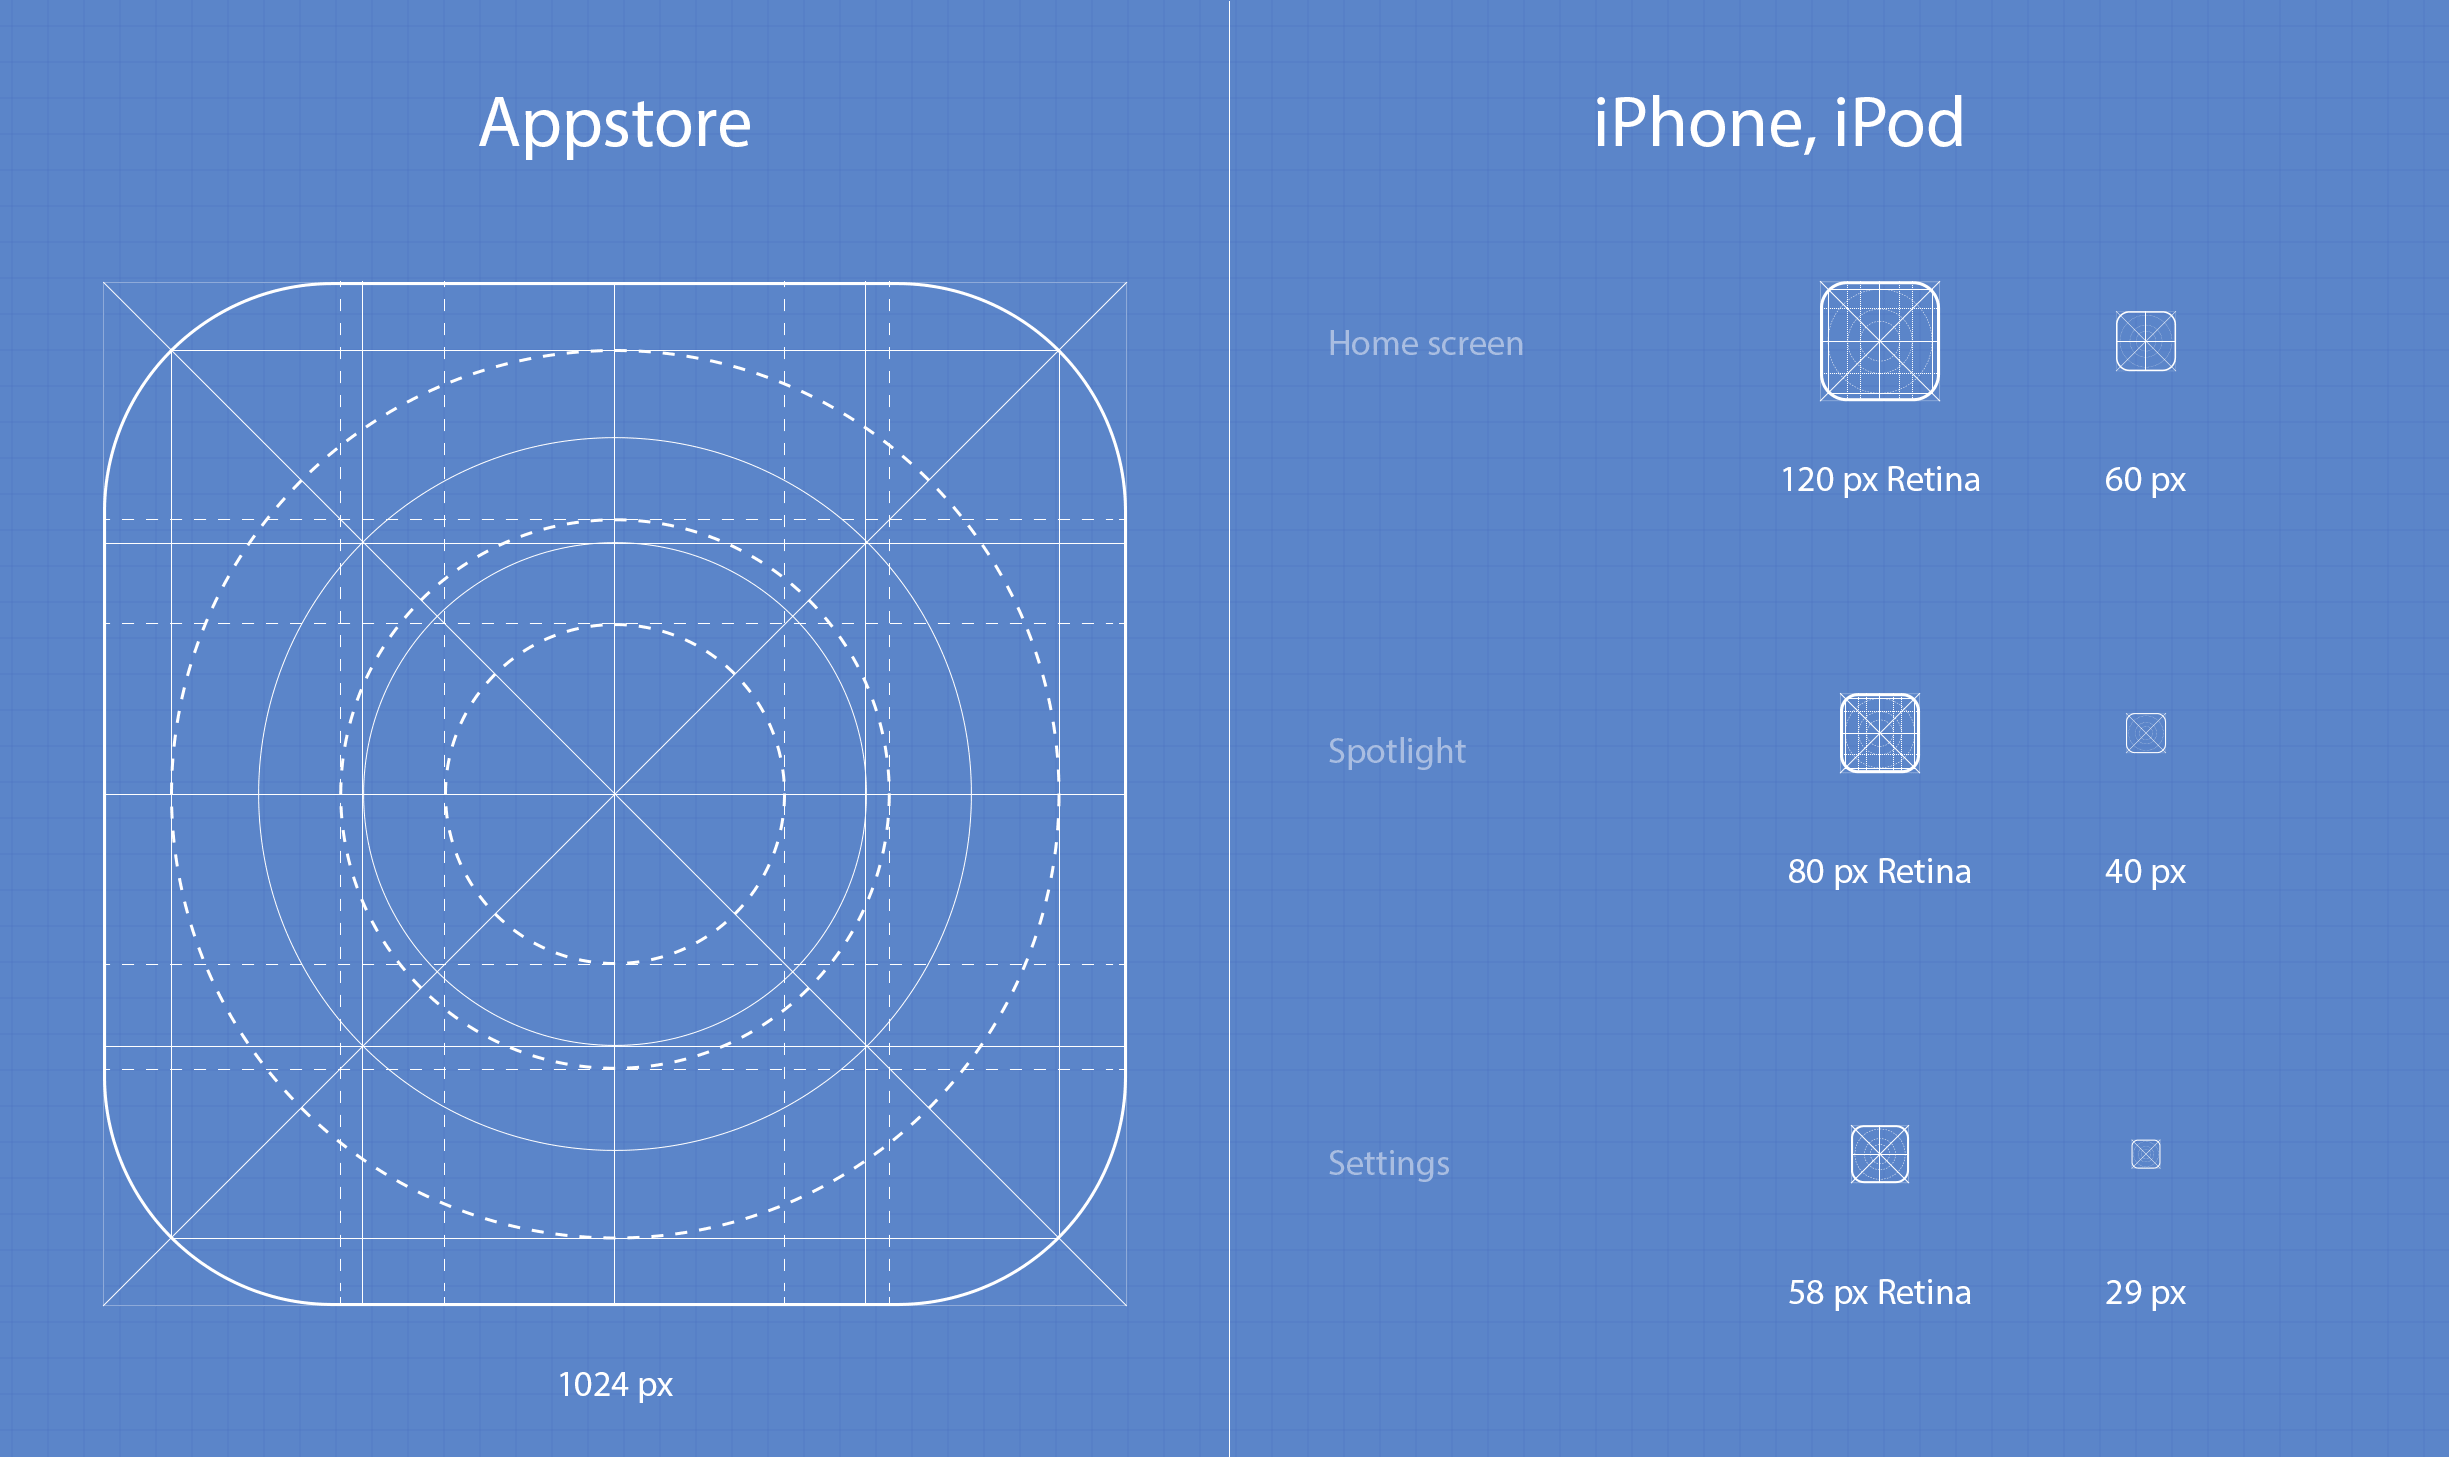 Appstore
iPhone, iPod
Home screen
120 px Retina
60 px
Spotlight
80 px Retina
40 px
Settings
58 px Retina
29 px
1024 px